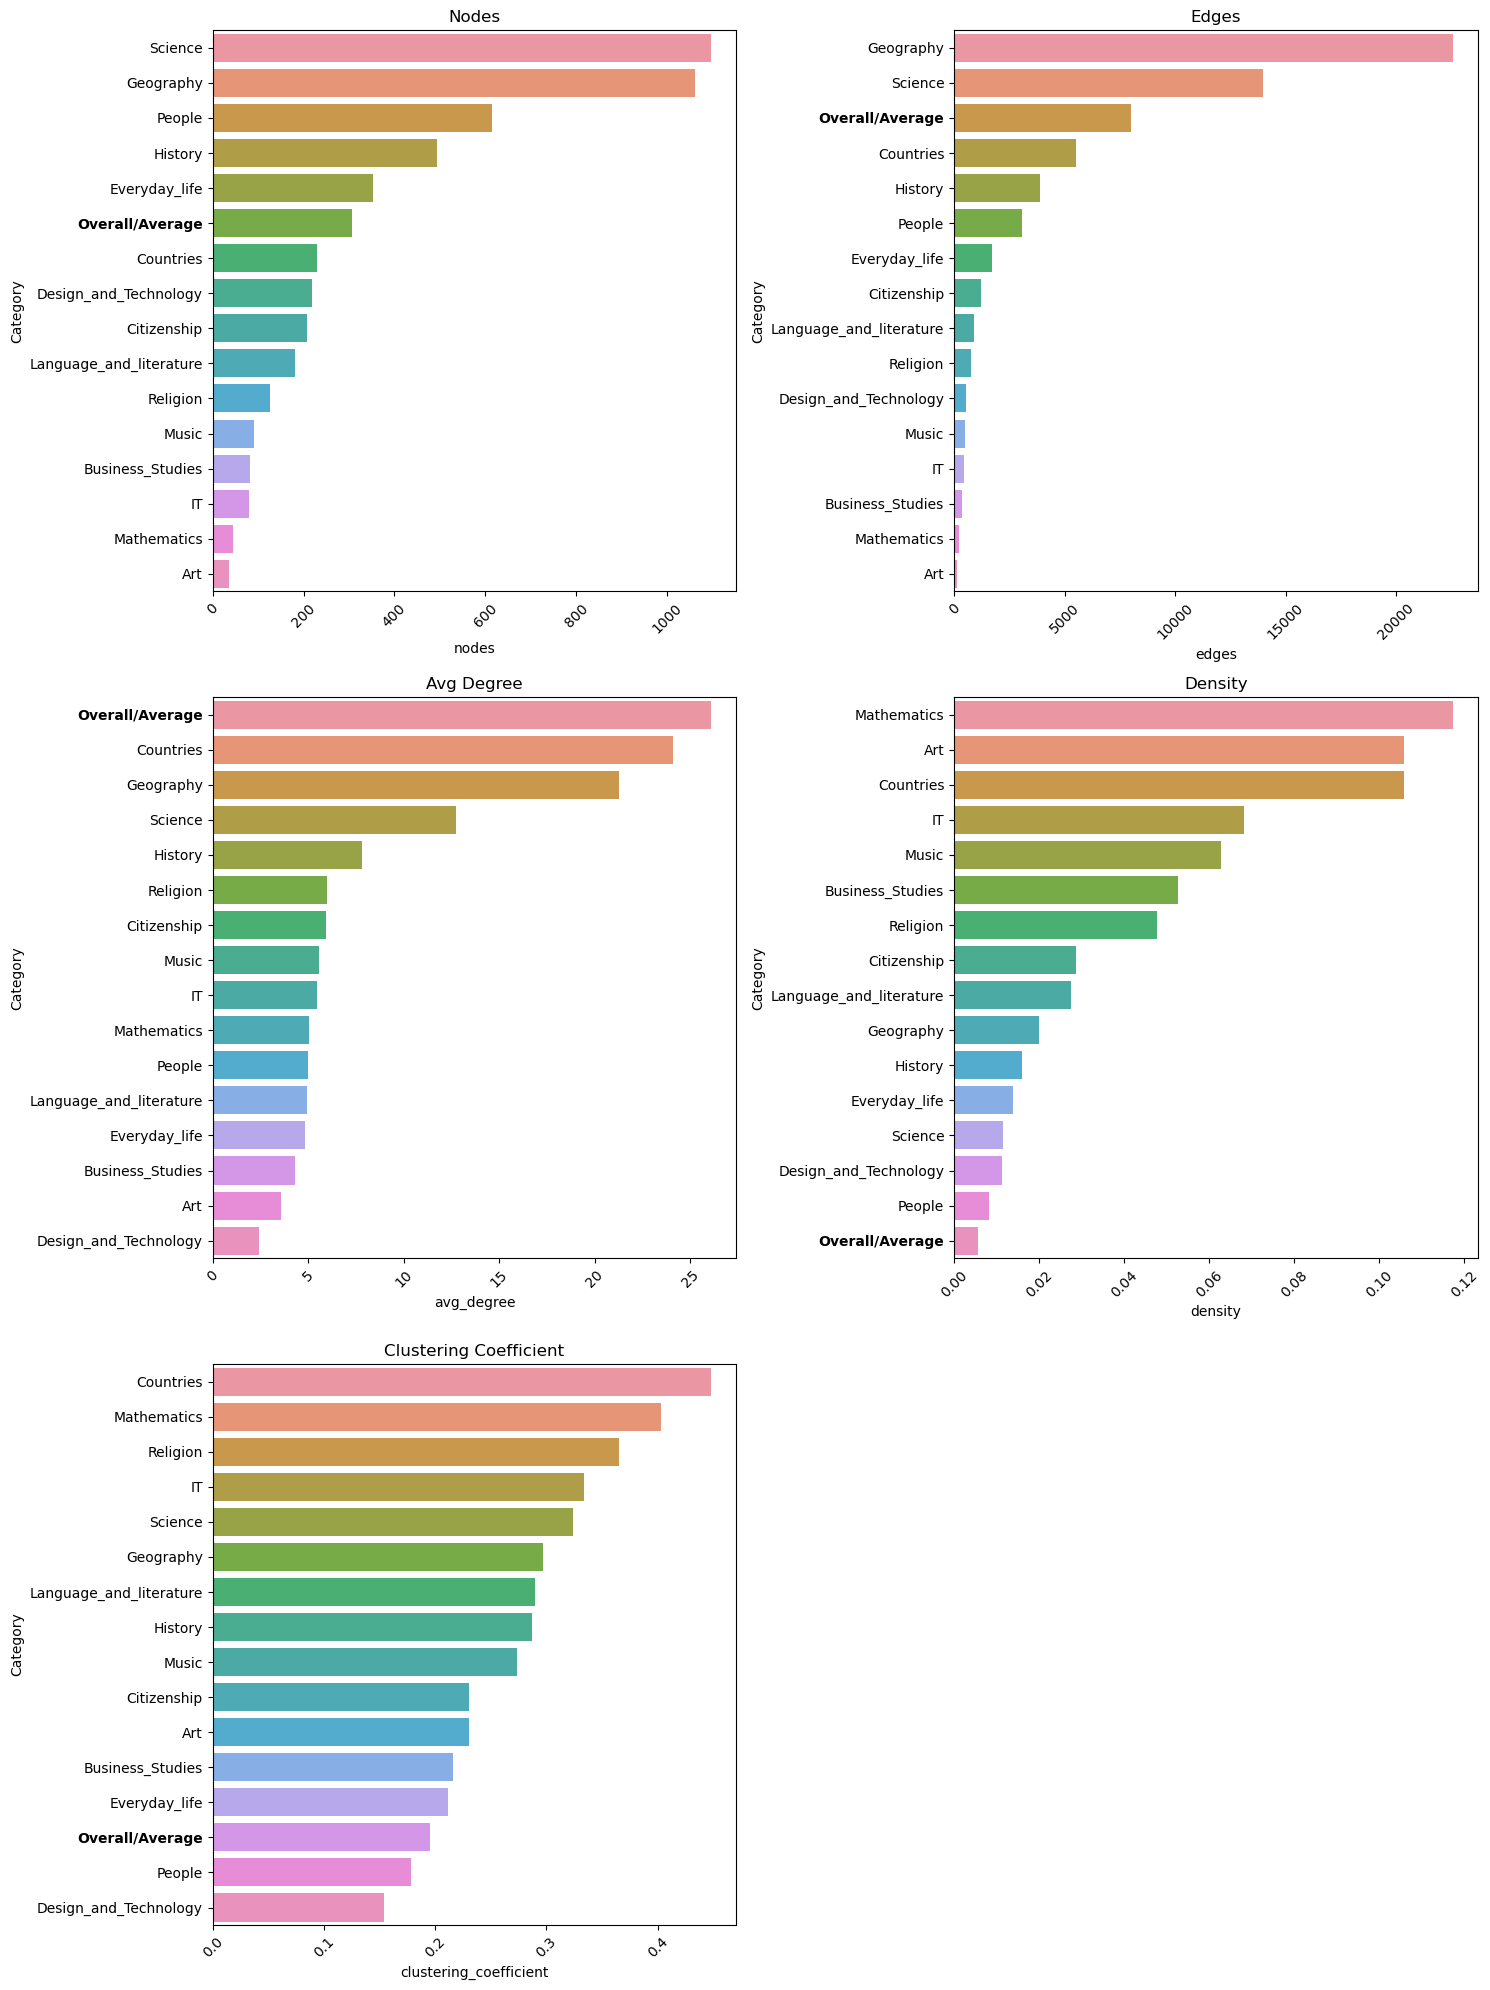 Nodes
Category
Science
Geography
People
History
Everyday_life
Overall/Average
Countries
Design_and_Technology
Citizenship
Language_and_literature
Religion
Music
Business_Studies
IT
Mathematics
Art
0 200 400 600 800 1000
nodes
Edges
Category
Geography
Science
Overall/Average
Countries
History
People
Everyday_life
Citizenship
Language_and_literature
Religion
Design_and_Technology
Music
IT
Business_Studies
Mathematics
Art
0 5000 10000 15000 20000
edges
Avg Degree
Category
Overall/Average
Countries
Geography
Science
History
Religion
Citizenship
Music
IT
Mathematics
People
Language_and_literature
Everyday_life
Business_Studies
Art
Design_and_Technology
0 5 10 15 20 25
avg_degree
Density
Category
Mathematics
Art
Countries
IT
Music
Business_Studies
Religion
Citizenship
Language_and_literature
Geography
History
Everyday_life
Science
Design_and_Technology
People
Overall/Average
0.00 0.02 0.04 0.06 0.08 0.10 0.12
density
Clustering Coefficient
Category
Countries
Mathematics
Religion
IT
Science
Geography
Language_and_literature
History
Music
Citizenship
Art
Business_Studies
Everyday_life
Overall/Average
People
Design_and_Technology
0.0 0.1 0.2 0.3 0.4
clustering_coefficient